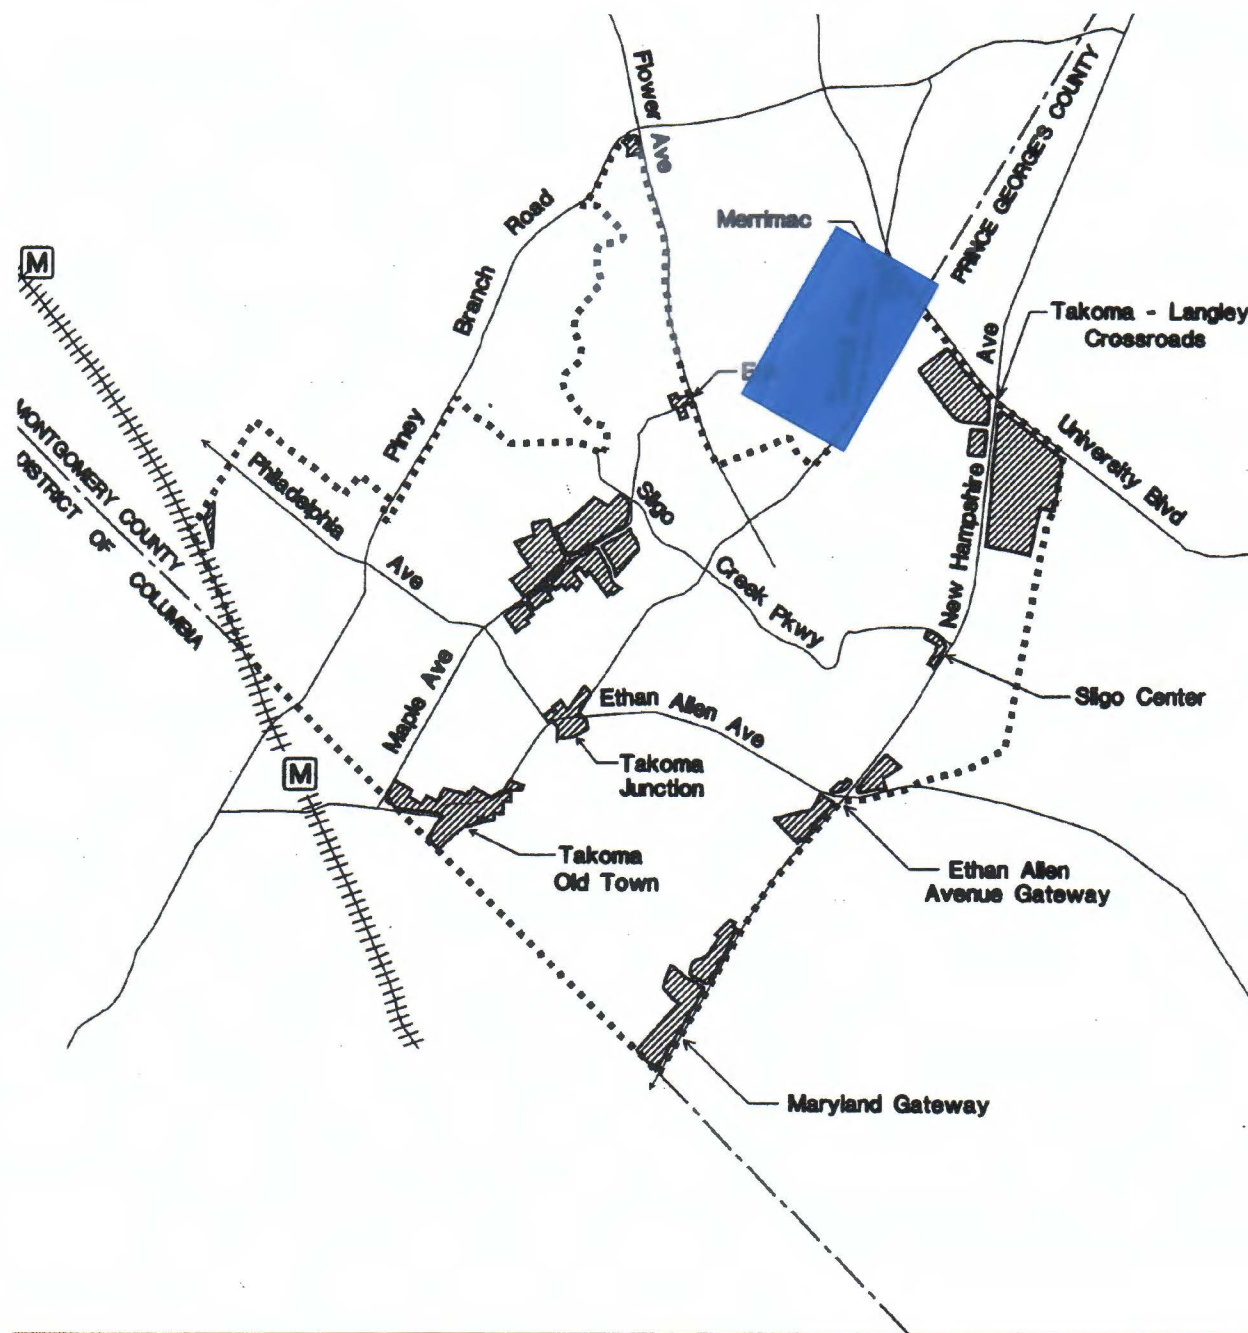 Flower Ave
PRINCE GEORGE'S COUNTY
Merrimac
Piney Branch Road
M
Takoma - Langley
Crossroads
MONTGOMERY COUNTY
DISTRICT OF COLUMBIA
Philadelphia Ave
University Blvd
New Hampshire Ave
Sligo Creek Pkwy
Maple Ave
Ethan Allen Ave
Sligo Center
Takoma
Junction
M
Takoma
Old Town
Ethan Allen
Avenue Gateway
Maryland Gateway